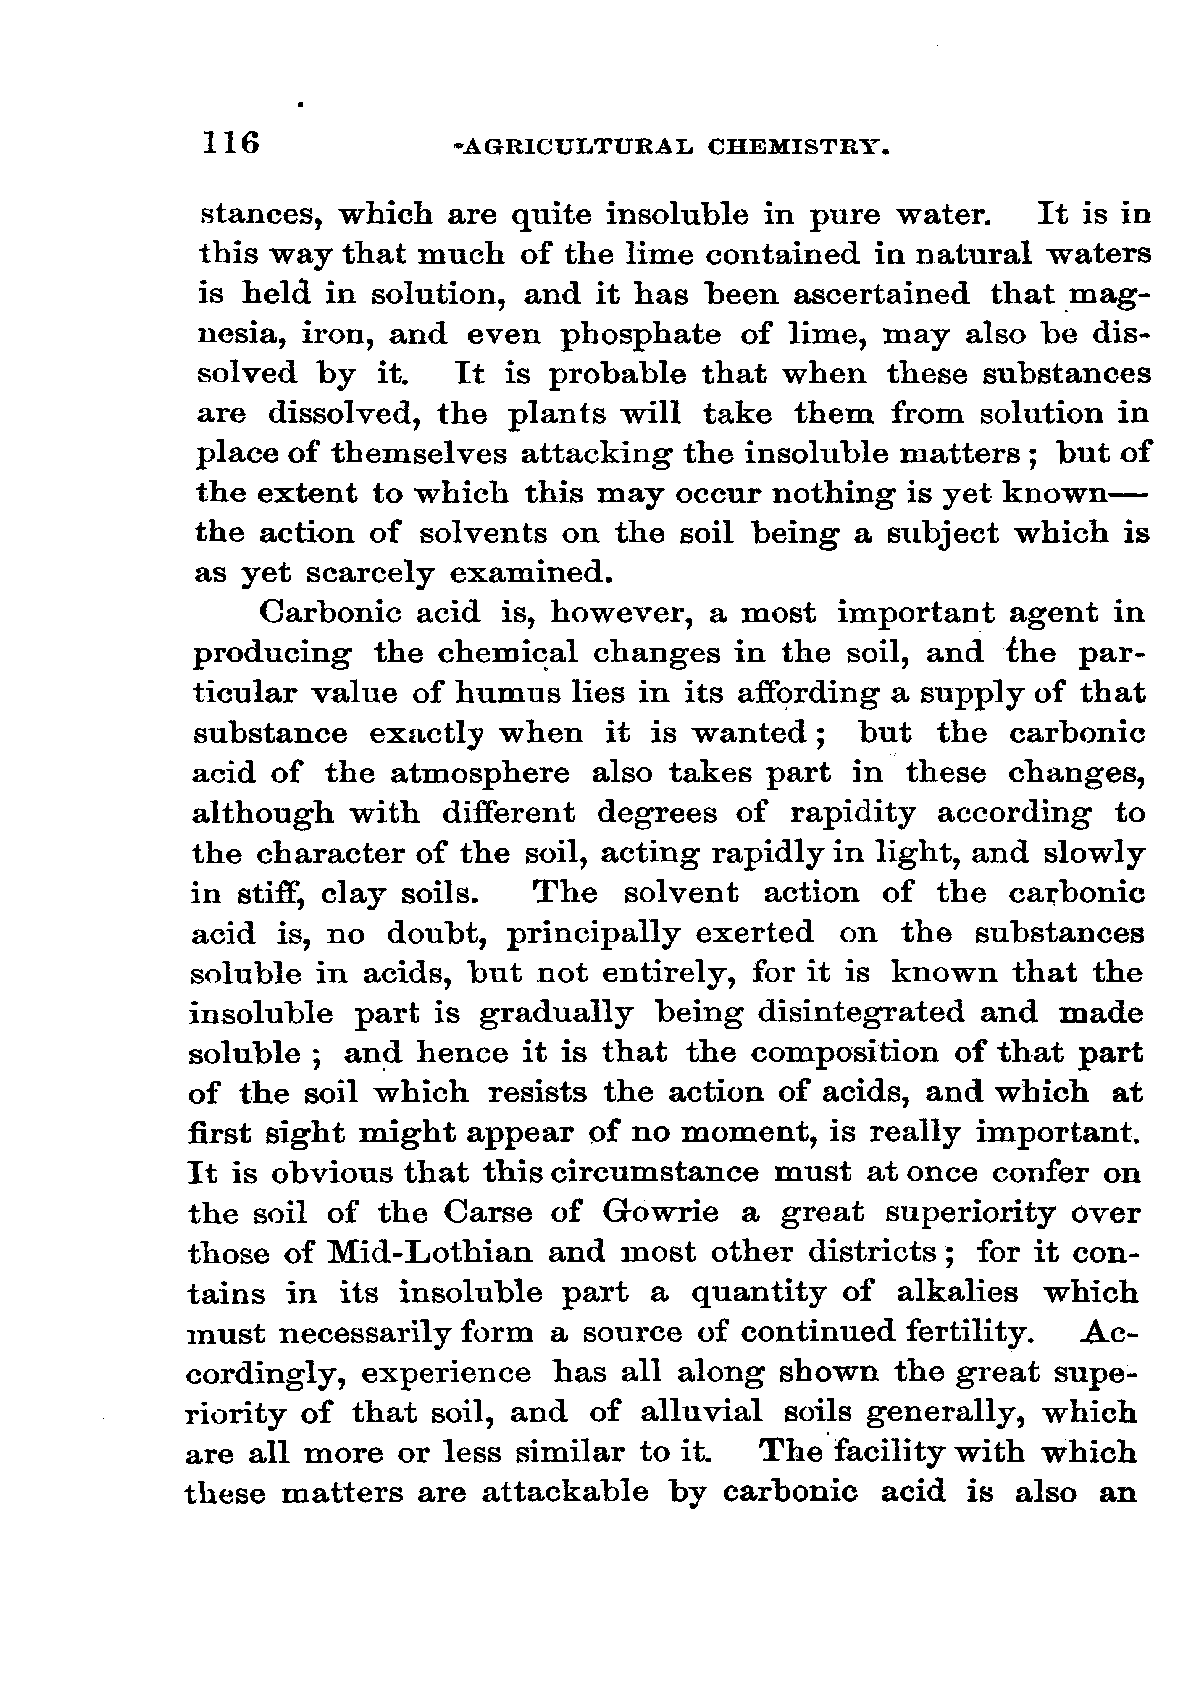 116 AGRICULTURAL CHEMISTRY.
stances, which are quite insoluble in pure water. It is in
this way that much of the lime contained in natural waters
is held in solution, and it has been ascertained that mag-
nesia, iron, and even phosphate of lime, may also be dis-
solved by it. It is probable that when these substances
are dissolved, the plants will take them from solution in
place of themselves attacking the insoluble matters ; but of
the extent to which this may occur nothing is yet known—
the action of solvents on the soil being a subject which is
as yet scarcely examined.
Carbonic acid is, however, a most important agent in
producing the chemical changes in the soil, and the par-
ticular value of humus lies in its affording a supply of that
substance exactly when it is wanted ; but the carbonic
acid of the atmosphere also takes part in these changes,
although with different degrees of rapidity according to
the character of the soil, acting rapidly in light, and slowly
in stiff, clay soils. The solvent action of the carbonic
acid is, no doubt, principally exerted on the substances
soluble in acids, but not entirely, for it is known that the
insoluble part is gradually being disintegrated and made
soluble ; and hence it is that the composition of that part
of the soil which resists the action of acids, and which at
first sight might appear of no moment, is really important.
It is obvious that this circumstance must at once confer on
the soil of the Carse of Gowrie a great superiority over
those of Mid-Lothian and most other districts ; for it con-
tains in its insoluble part a quantity of alkalies which
must necessarily form a source of continued fertility. Ac-
cordingly, experience has all along shown the great supe-
riority of that soil, and of alluvial soils generally, which
are all more or less similar to it. The facility with which
these matters are attackable by carbonic acid is also an